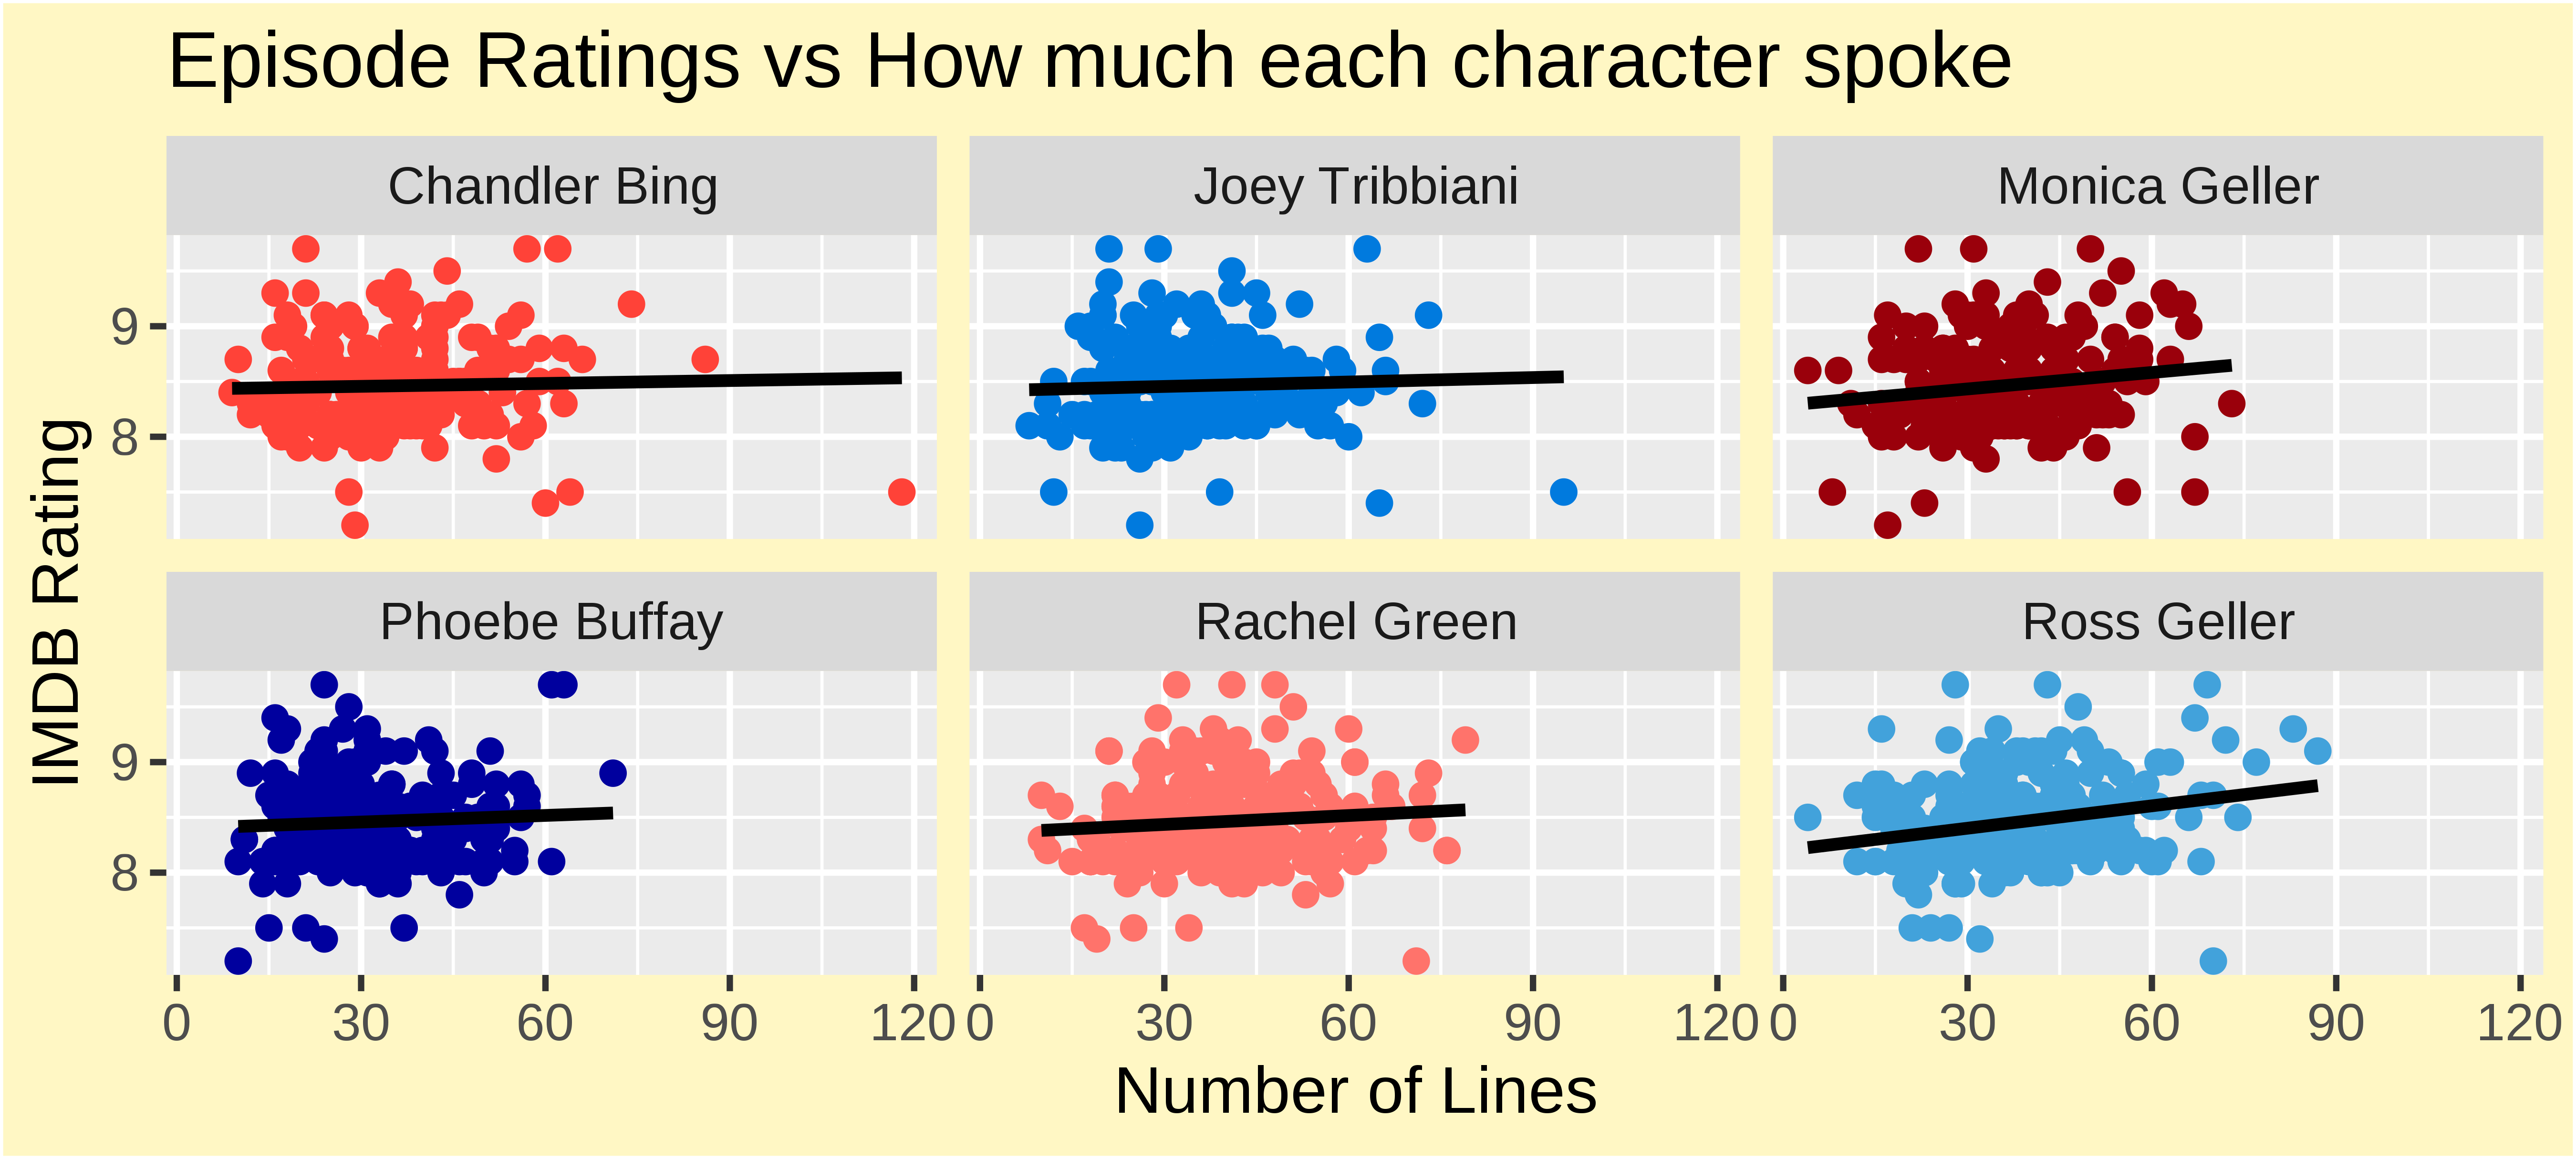 Episode Ratings vs How much each character spoke
Chandler Bing
Joey Tribbiani
Monica Geller
9
8
Phoebe Buffay
Rachel Green
Ross Geller
9
8
IMDB Rating
0 30 60 90 120 0 30 60 90 120 0 30 60 90 120
Number of Lines